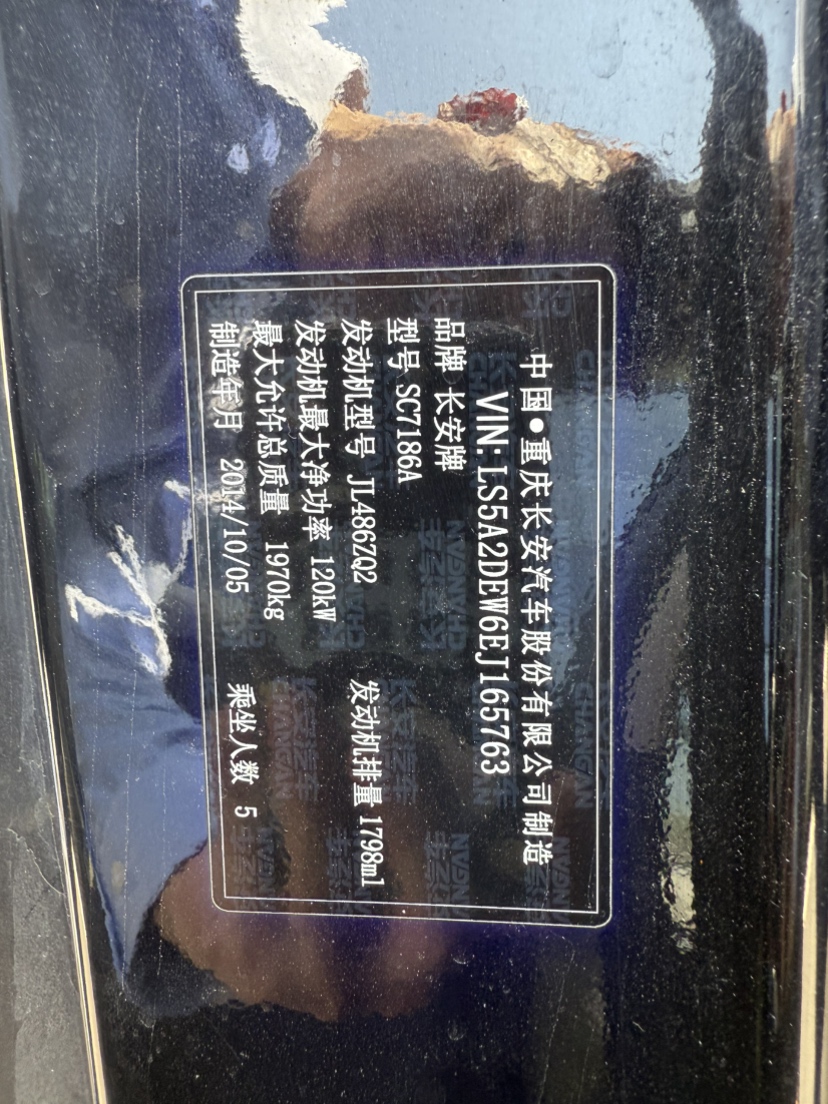 中国●重庆长安汽车股份有限公司制造
VIN:LS5A2DEW6EJ165763
品牌 长安牌
型号 SC7186A
发动机型号 JL486ZQ2 发动机排量 1798ml
发动机最大净功率 120kW
最大允许总质量 1970kg
制造年月 2014/10/05 乘坐人数 5